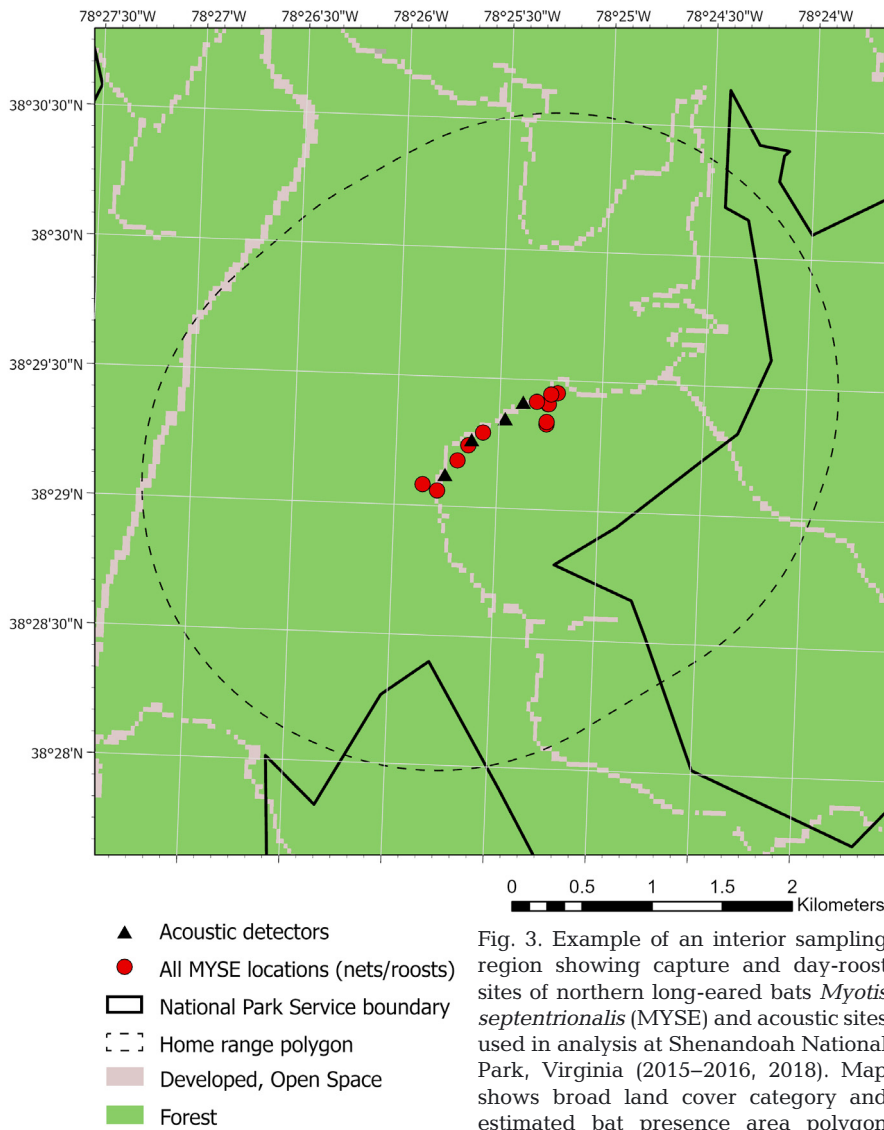 78°27'30"W 78°27'W 78°26'30"W 78°26'W 78°25'30"W 78°25'W 78°24'30"W 78°24'W
38°30'30"N
38°30'N
38°29'30"N
38°29'N
38°28'30"N
38°28'N
0 0.5 1 1.5 2
Kilometers
Acoustic detectors
All MYSE locations (nets/roosts)
National Park Service boundary
Home range polygon
Developed, Open Space
Forest
Fig. 3. Example of an interior sampling
region showing capture and day-roost
sites of northern long-eared bats Myotis
septentrionalis (MYSE) and acoustic sites
used in analysis at Shenandoah National
Park, Virginia (2015–2016, 2018). Map
shows broad land cover category and
estimated bat presence area polygon